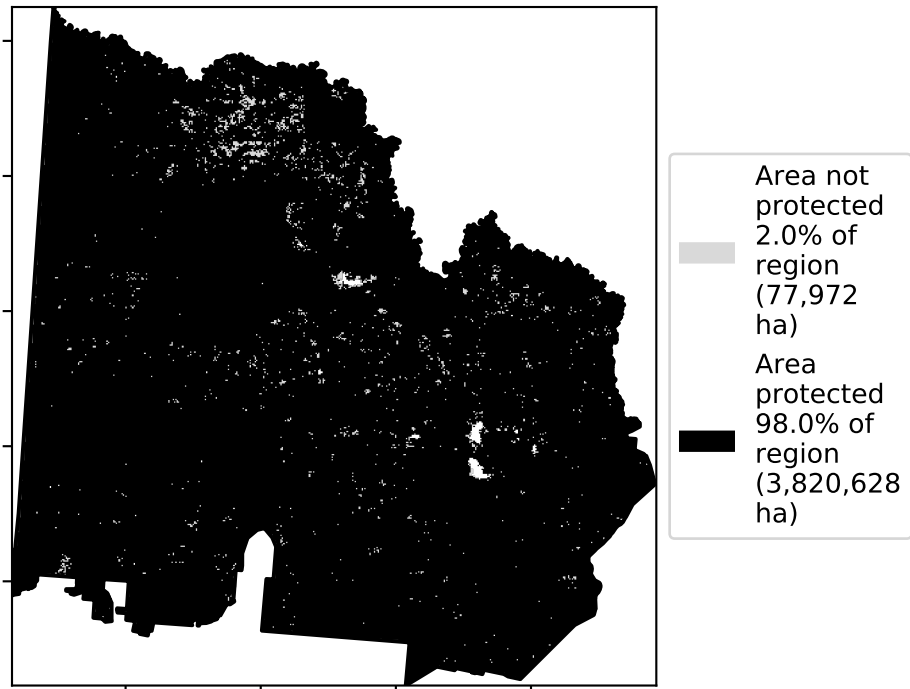 Area not
protected
2.0% of
region
(77,972
ha)
Area
protected
98.0% of
region
(3,820,628
ha)